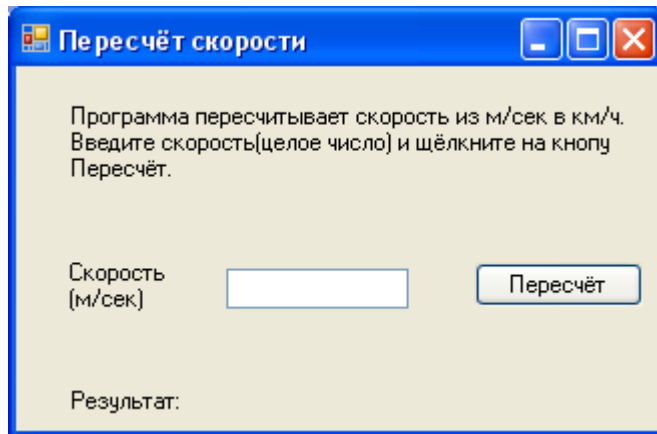 Пересчёт скорости
Программа пересчитывает скорость из м/сек в км/ч.
Введите скорость(целое число) и щёлкните на кнопу
Пересчёт.
Скорость
(м/сек)
Пересчёт
Результат: